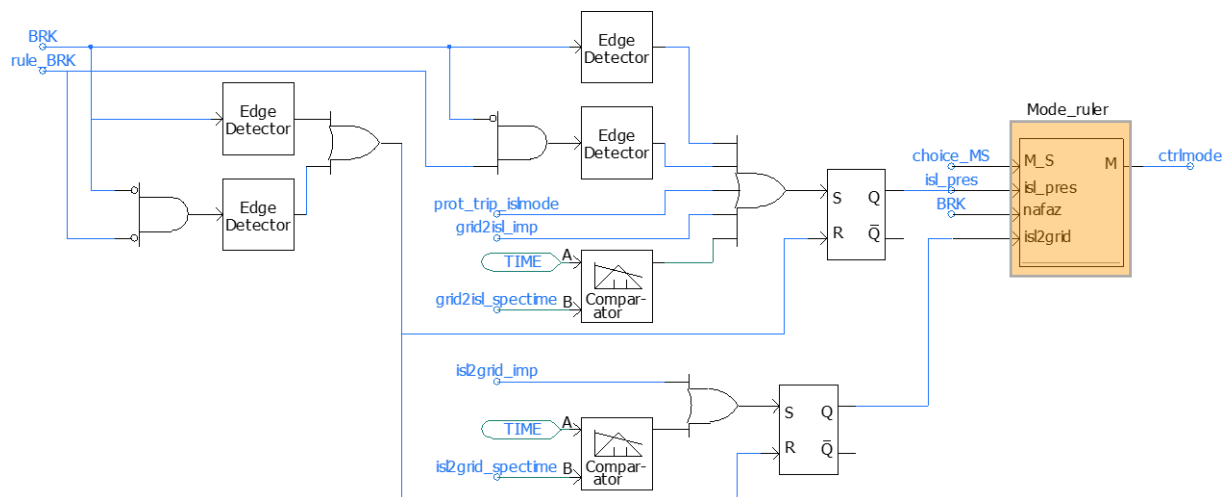 BRK
rule_BRK
Edge
Detector
Edge
Detector
Edge
Detector
Edge
Detector
Mode_ruler
choice_MS
M_S
M
ctrlmode
isl_pres
isl_pres
BRK
nafaz
isl2grid
prot_trip_islmode
grid2isl_imp
S
Q
R
Q
TIME
A
grid2isl_spectime
B
Compar-
ator
isl2grid_imp
S
Q
R
Q
TIME
A
isl2grid_spectime
B
Compar-
ator